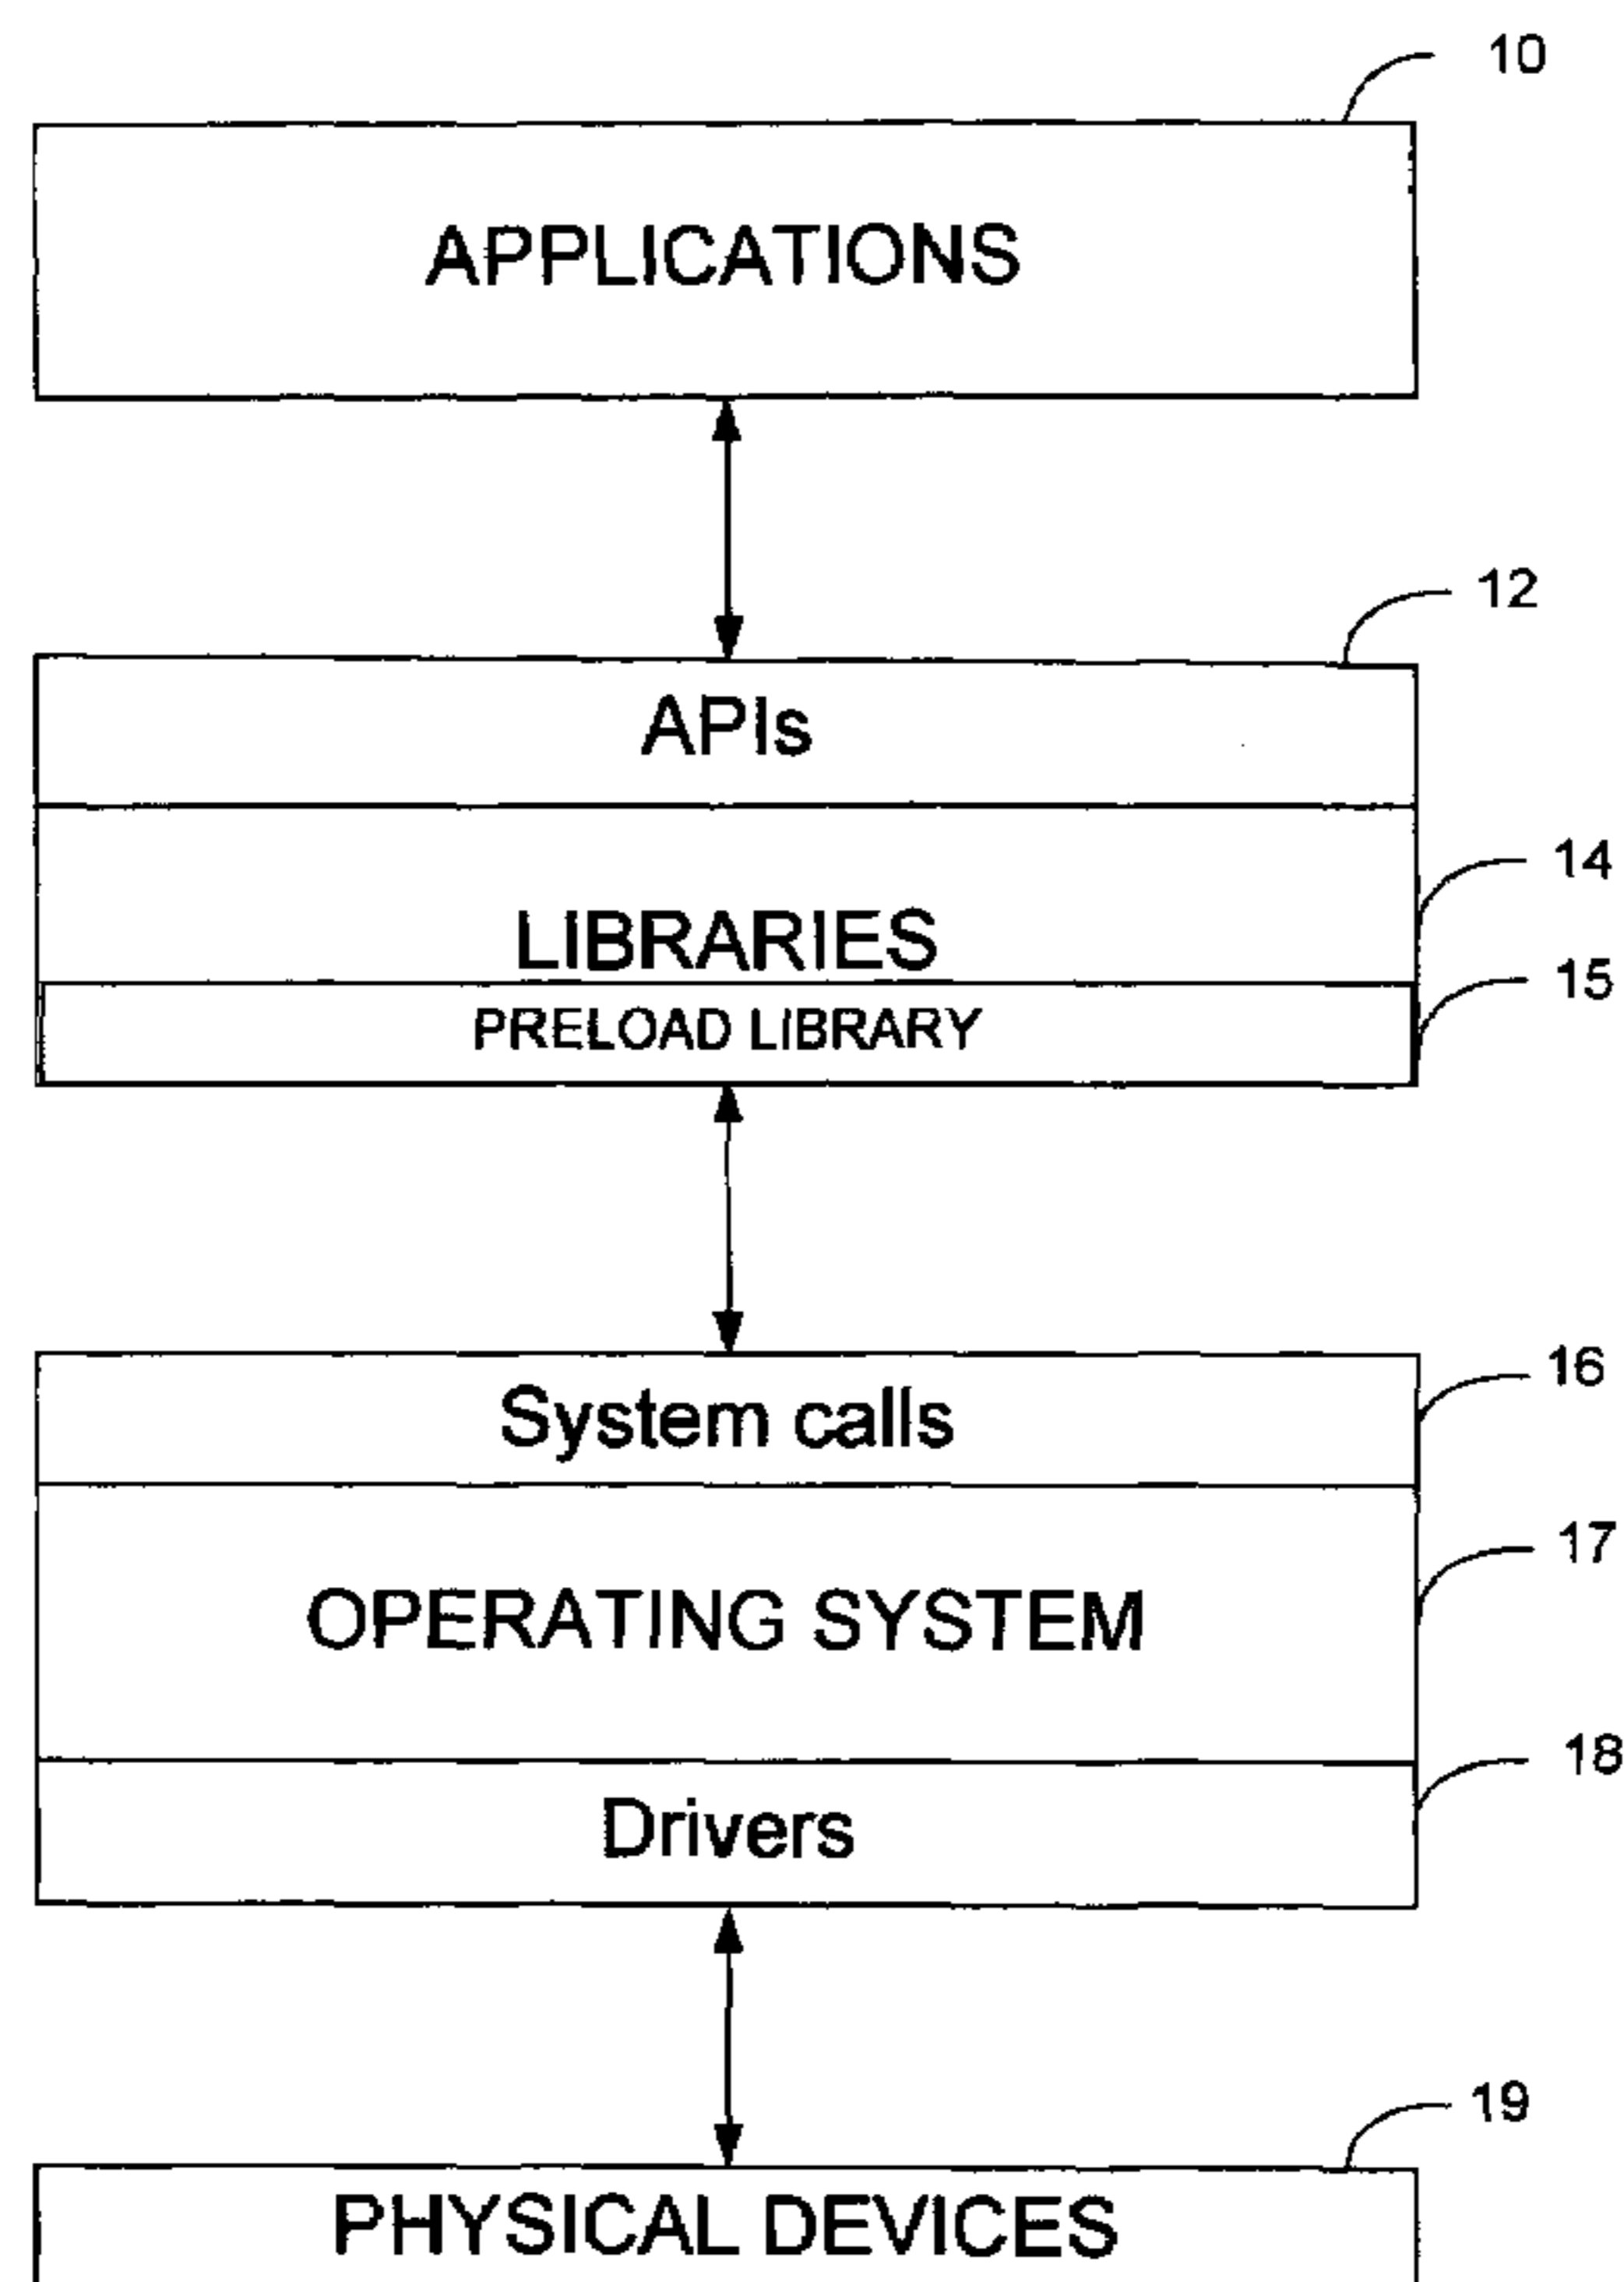 10
APPLICATIONS
12
APIs
14
LIBRARIES
15
PRELOAD LIBRARY
16
System calls
17
OPERATING SYSTEM
18
Drivers
19
PHYSICAL DEVICES